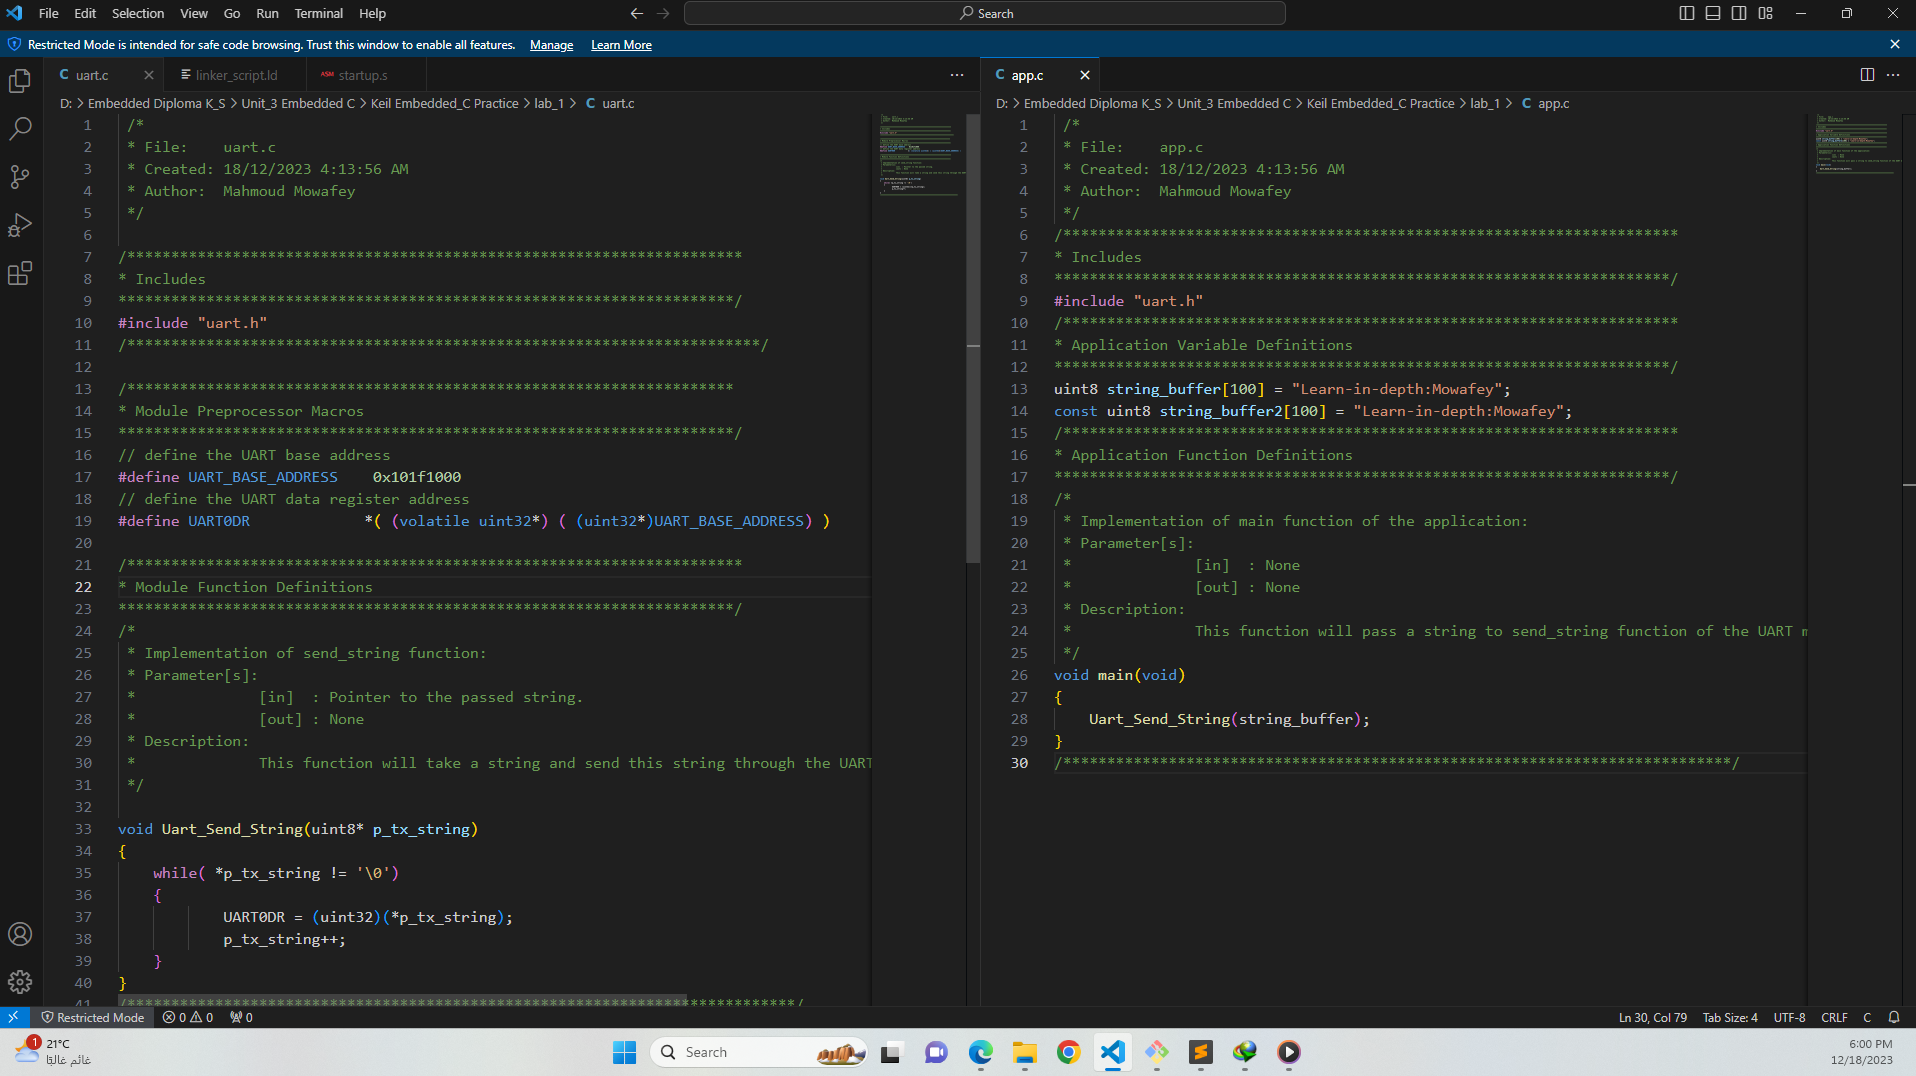 File Edit Selection View Go Run Terminal Help
Search
Restricted Mode is intended for safe code browsing. Trust this window to enable all features. Manage Learn More
C uart.c
linker_script.ld
ASM startup.s
D: > Embedded Diploma K_S > Unit_3 Embedded C > Keil Embedded_C Practice > lab_1 > C uart.c
1 /*
2 * File:    uart.c
3 * Created: 18/12/2023 4:13:56 AM
4 * Author:  Mahmoud Mowafey
5 */
6
7 /**********************************************************************
8 * Includes
9 **********************************************************************/
10 #include "uart.h"
11 /************************************************************************/
12
13 /*********************************************************************
14 * Module Preprocessor Macros
15 **********************************************************************/
16 // define the UART base address
17 #define UART_BASE_ADDRESS    0x101f1000
18 // define the UART data register address
19 #define UART0DR             *( (volatile uint32*) ( (uint32*)UART_BASE_ADDRESS) )
20
21 /**********************************************************************
22 * Module Function Definitions
23 **********************************************************************/
24 /*
25 * Implementation of send_string function:
26 * Parameter[s]:
27 *              [in]  : Pointer to the passed string.
28 *              [out] : None
29 * Description:
30 *              This function will take a string and send this string through the UART
31 */
32
33 void Uart_Send_String(uint8* p_tx_string)
34 {
35     while( *p_tx_string != '\0')
36     {
37             UART0DR = (uint32)(*p_tx_string);
38             p_tx_string++;
39     }
40 }
41 /****************************************************************************/
C app.c
D: > Embedded Diploma K_S > Unit_3 Embedded C > Keil Embedded_C Practice > lab_1 > C app.c
1 /*
2 * File:    app.c
3 * Created: 18/12/2023 4:13:56 AM
4 * Author:  Mahmoud Mowafey
5 */
6 /**********************************************************************
7 * Includes
8 **********************************************************************/
9 #include "uart.h"
10 /**********************************************************************
11 * Application Variable Definitions
12 **********************************************************************/
13 uint8 string_buffer[100] = "Learn-in-depth:Mowafey";
14 const uint8 string_buffer2[100] = "Learn-in-depth:Mowafey";
15 /**********************************************************************
16 * Application Function Definitions
17 **********************************************************************/
18 /*
19 * Implementation of main function of the application:
20 * Parameter[s]:
21 *              [in]  : None
22 *              [out] : None
23 * Description:
24 *              This function will pass a string to send_string function of the UART m
25 */
26 void main(void)
27 {
28     Uart_Send_String(string_buffer);
29 }
30 /****************************************************************************/
Restricted Mode 0 0 0
Ln 30, Col 79 Tab Size: 4 UTF-8 CRLF C
1 21°C
غائم غالبًا
Search
6:00 PM
12/18/2023